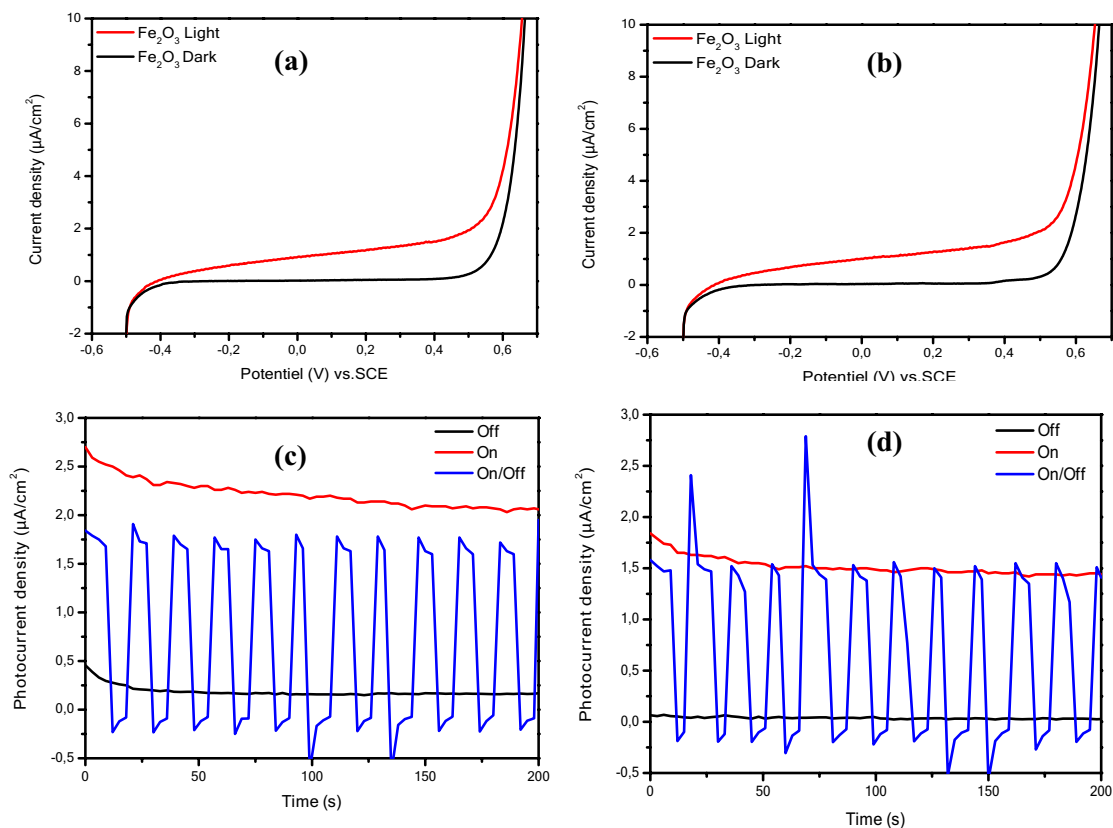 Fe₂O₃ Light
Fe₂O₃ Dark
(a)
10
8
6
4
2
0
-2
Current density (µA/cm²)
-0,6
-0,4
-0,2
0,0
0,2
0,4
0,6
Potentiel (V) vs.SCE
Fe₂O₃ Light
Fe₂O₃ Dark
(b)
10
8
6
4
2
0
-2
Current density (µA/cm²)
-0,6
-0,4
-0,2
0,0
0,2
0,4
0,6
Potentiel (V) vs.SCE
Off
On
On/Off
(c)
3,0
2,5
2,0
1,5
1,0
0,5
0,0
-0,5
Photocurrent density (µA/cm²)
0
50
100
150
200
Time (s)
Off
On
On/Off
(d)
3,0
2,5
2,0
1,5
1,0
0,5
0,0
-0,5
Photocurrent density (µA/cm²)
0
50
100
150
200
Time (s)